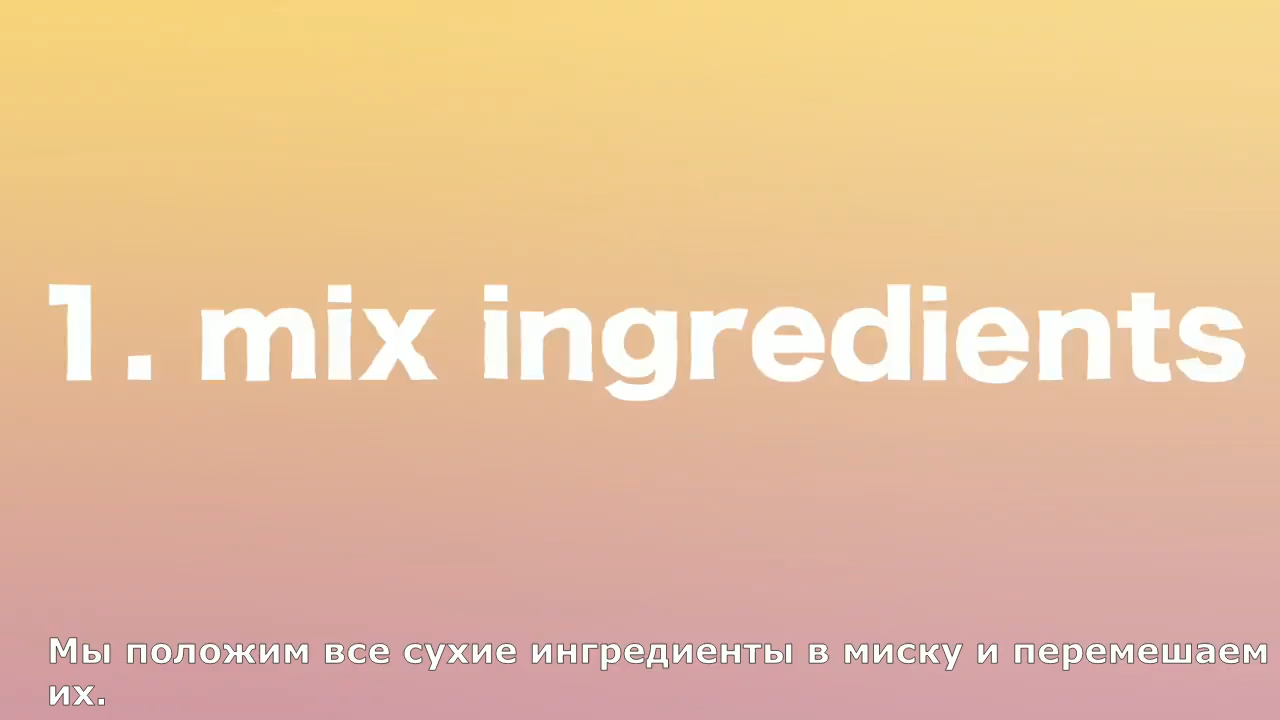 1. mix ingredients
Мы положим все сухие ингредиенты в миску и перемешаем
их.